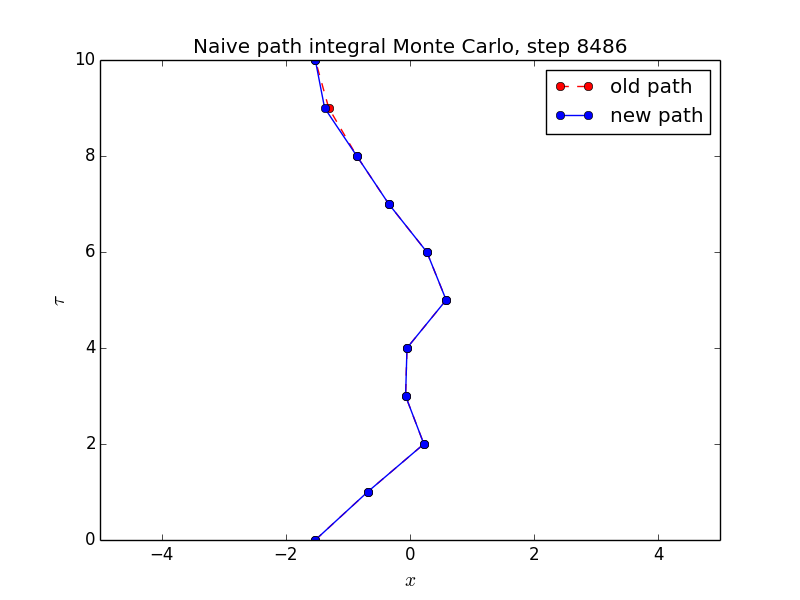 Naive path integral Monte Carlo, step 8486
old path
new path
10
8
6
4
2
0
τ
−4 −2 0 2 4
x